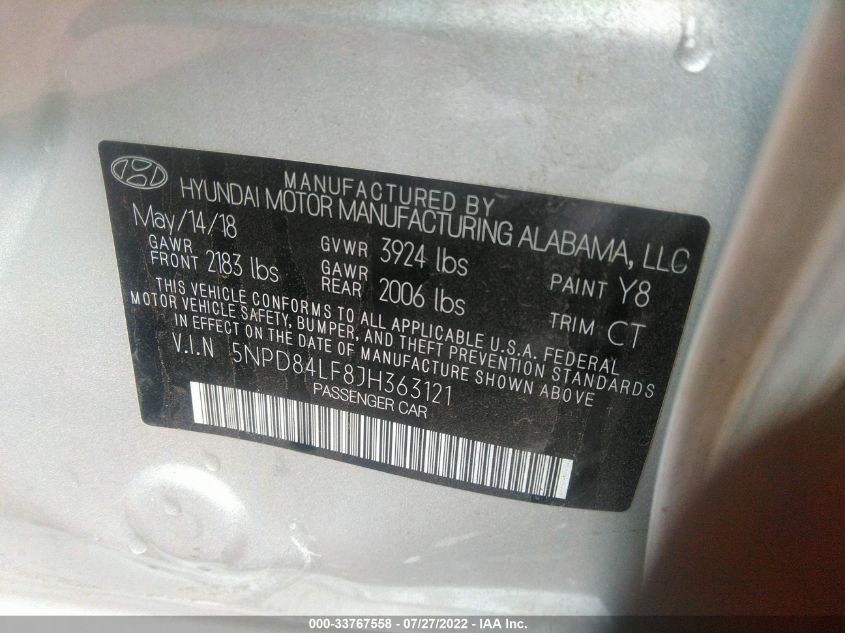 MANUFACTURED BY
HYUNDAI MOTOR MANUFACTURING ALABAMA, LLC
May/14/18
GAWR FRONT 2183 lbs
GVWR 3924 lbs
GAWR REAR 2006 lbs
PAINT Y8
TRIM CT
THIS VEHICLE CONFORMS TO ALL APPLICABLE U.S.A. FEDERAL
MOTOR VEHICLE SAFETY, BUMPER, AND THEFT PREVENTION STANDARDS
IN EFFECT ON THE DATE OF MANUFACTURE SHOWN ABOVE
V.I.N 5NPD84LF8JH363121
PASSENGER CAR
000-33767558 - 07/27/2022 - IAA Inc.